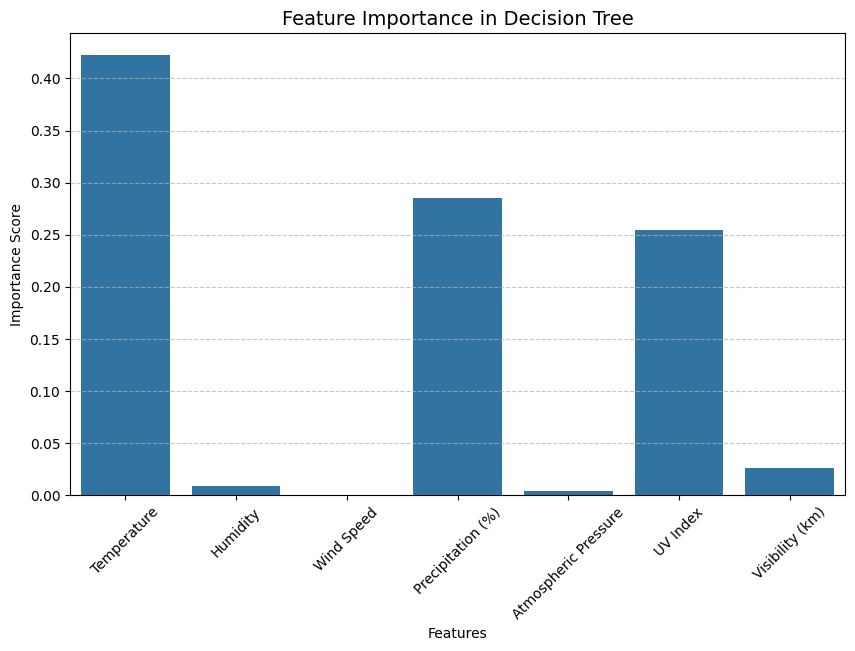 Feature Importance in Decision Tree
Importance Score
0.40
0.35
0.30
0.25
0.20
0.15
0.10
0.05
0.00
Temperature
Humidity
Wind Speed
Precipitation (%)
Atmospheric Pressure
UV Index
Visibility (km)
Features